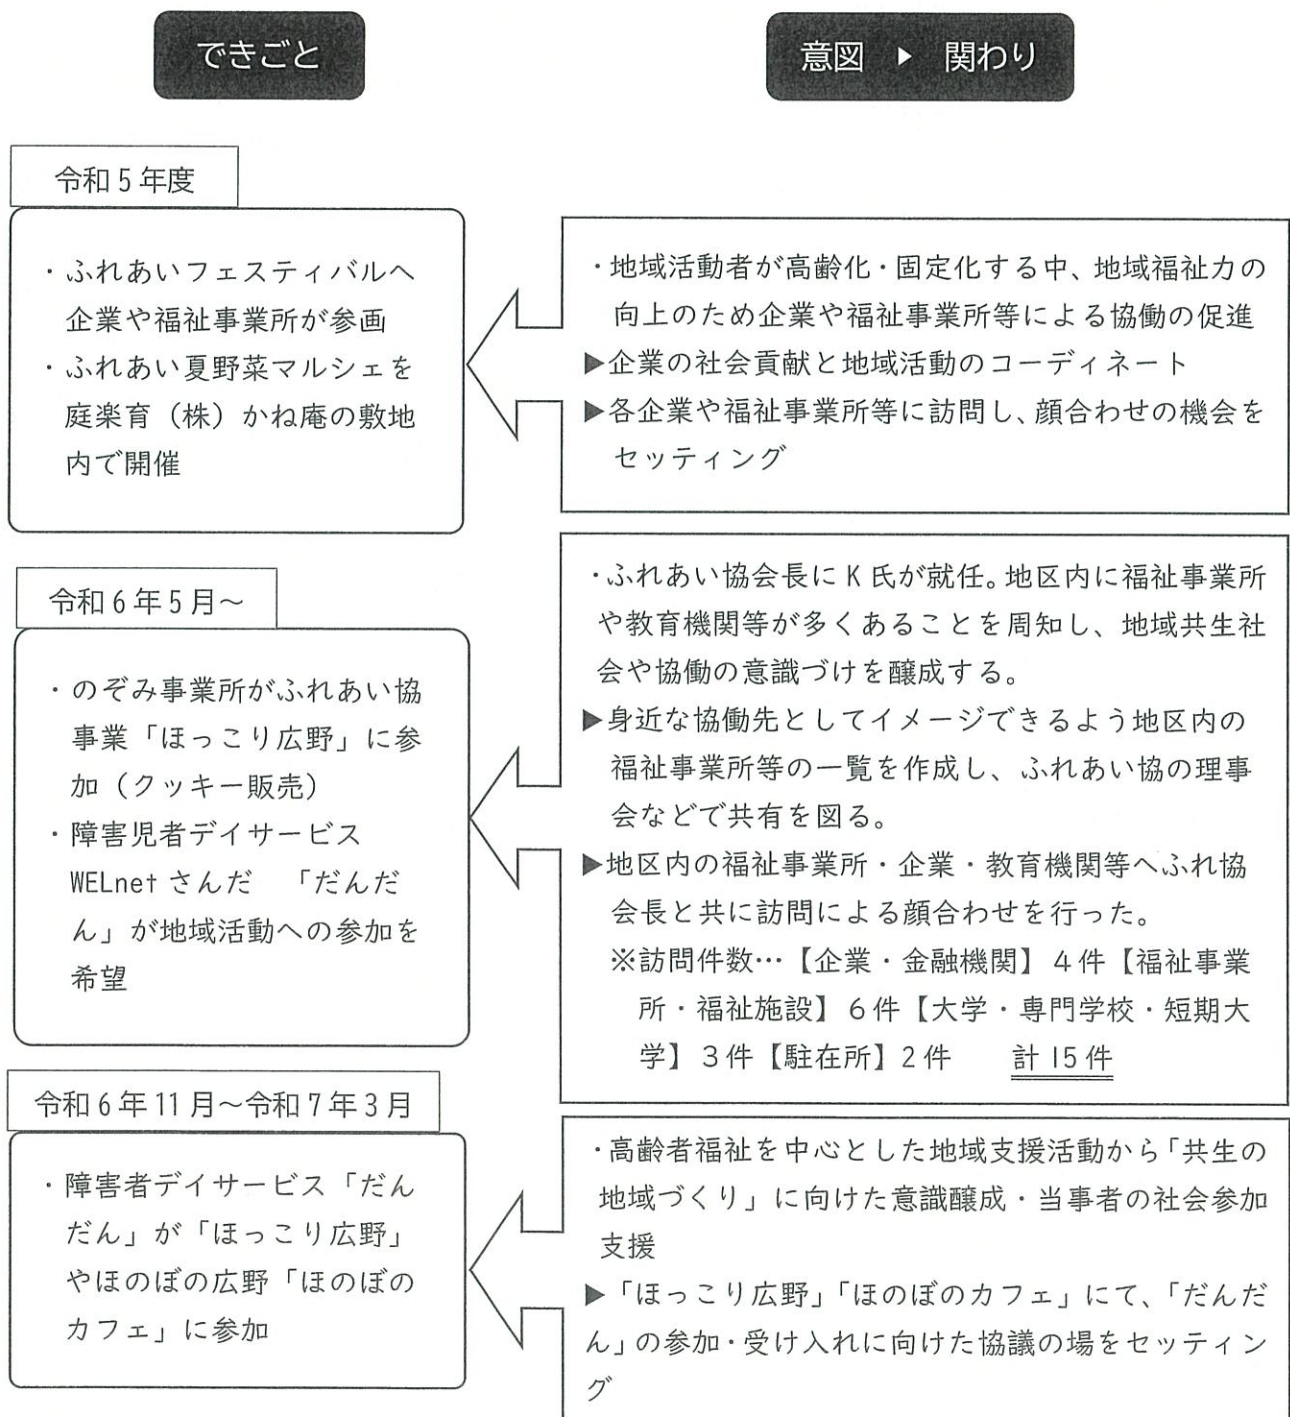 できごと
意図 ▶ 関わり
令和5年度
・ふれあいフェスティバルへ
企業や福祉事業所が参画
・ふれあい夏野菜マルシェを
庭楽育(株)かね庵の敷地
内で開催
・地域活動者が高齢化・固定化する中、地域福祉力の
向上のため企業や福祉事業所等による協働の促進
▶企業の社会貢献と地域活動のコーディネート
▶各企業や福祉事業所等に訪問し、顔合わせの機会を
セッティング
令和6年5月~
・のぞみ事業所がふれあい協
事業「ほっこり広野」に参
加(クッキー販売)
・障害児者デイサービス
WELnetさんだ 「だんだ
ん」が地域活動への参加を
希望
・ふれあい協会長にK氏が就任。地区内に福祉事業所
や教育機関等が多くあることを周知し、地域共生社
会や協働の意識づけを醸成する。
▶身近な協働先としてイメージできるよう地区内の
福祉事業所等の一覧を作成し、ふれあい協の理事
会などで共有を図る。
▶地区内の福祉事業所・企業・教育機関等へふれ協
会長と共に訪問による顔合わせを行った。
※訪問件数…【企業・金融機関】4件【福祉事業
所・福祉施設】6件【大学・専門学校・短期大
学】3件【駐在所】2件 計15件
令和6年11月~令和7年3月
・障害者デイサービス「だん
だん」が「ほっこり広野」
やほのぼの広野「ほのぼの
カフェ」に参加
・高齢者福祉を中心とした地域支援活動から「共生の
地域づくり」に向けた意識醸成・当事者の社会参加
支援
▶「ほっこり広野」「ほのぼのカフェ」にて、「だんだ
ん」の参加・受け入れに向けた協議の場をセッティン
グ